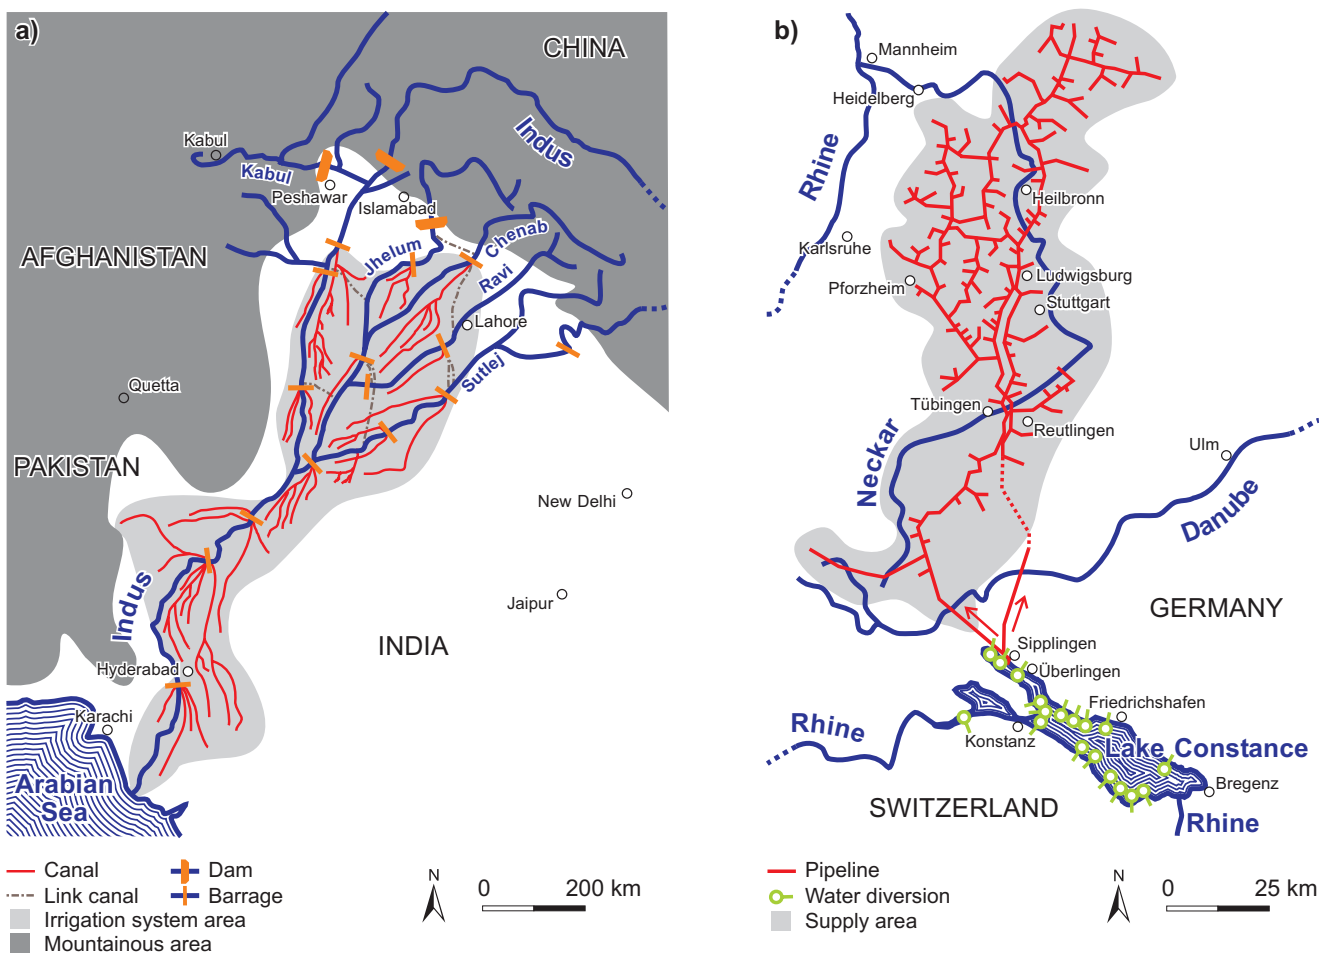 a)
CHINA
Kabul
Kabul
Indus
Peshawar
Islamabad
AFGHANISTAN
Jhelum
Chenab
Ravi
Lahore
Sutlej
Quetta
PAKISTAN
New Delhi
Jaipur
Indus
INDIA
Hyderabad
Karachi
Arabian
Sea
Canal
Dam
Link canal
Barrage
Irrigation system area
Mountainous area
N
0 200 km
b)
Mannheim
Heidelberg
Rhine
Heilbronn
Karlsruhe
Ludwigsburg
Pforzheim
Stuttgart
Tübingen
Reutlingen
Neckar
Ulm
Danube
GERMANY
Sipplingen
Überlingen
Friedrichshafen
Rhine
Konstanz
Lake Constance
Bregenz
SWITZERLAND
Rhine
Pipeline
Water diversion
Supply area
N
0 25 km